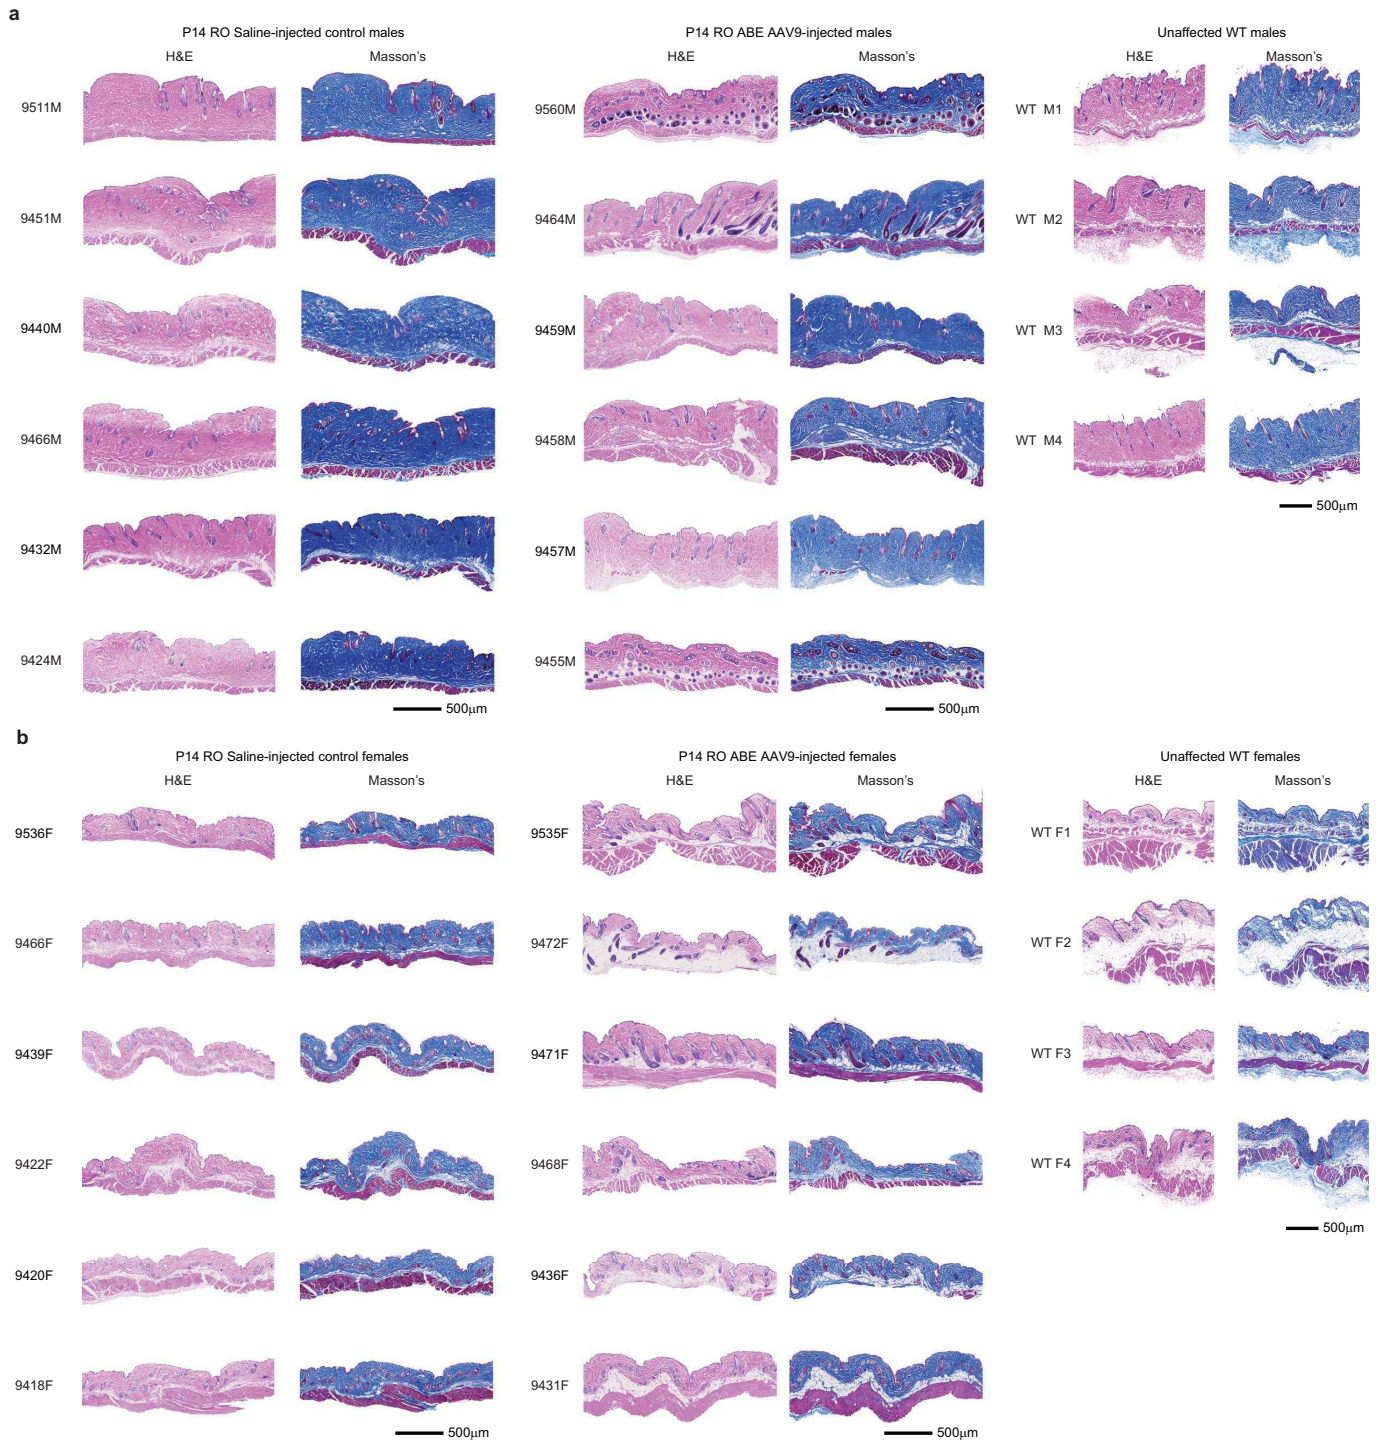 a
P14 RO Saline-injected control males
H&E Masson's
9511M
9451M
9440M
9466M
9432M
9424M
500μm
P14 RO ABE AAV9-injected males
H&E Masson's
9560M
9464M
9459M
9458M
9457M
9455M
500μm
Unaffected WT males
H&E Masson's
WT M1
WT M2
WT M3
WT M4
500μm
b
P14 RO Saline-injected control females
H&E Masson's
9536F
9466F
9439F
9422F
9420F
9418F
500μm
P14 RO ABE AAV9-injected females
H&E Masson's
9535F
9472F
9471F
9468F
9436F
9431F
500μm
Unaffected WT females
H&E Masson's
WT F1
WT F2
WT F3
WT F4
500μm